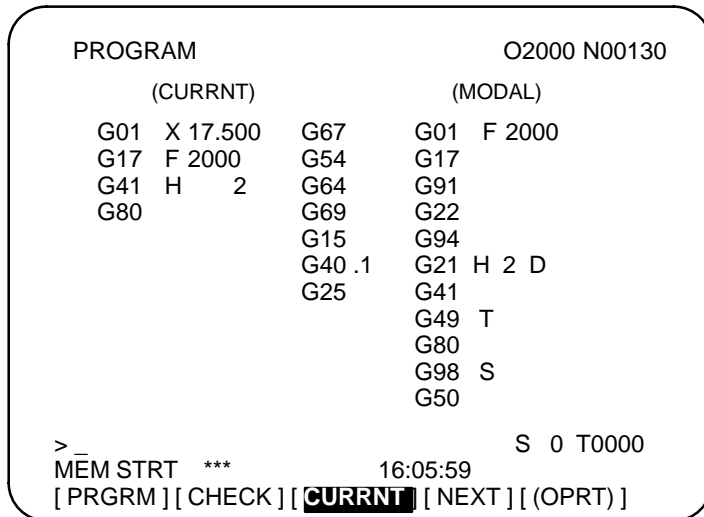 PROGRAM O2000 N00130
(CURRNT) (MODAL)
G01 X 17.500 G67 G01 F 2000
G17 F 2000 G54 G17
G41 H 2 G64 G91
G80 G69 G22
G15 G94
G40 .1 G21 H 2 D
G25 G41
G49 T
G80
G98 S
G50
>_ S 0 T0000
MEM STRT *** 16:05:59
[ PRGRM ] [ CHECK ] [ CURRNT ] [ NEXT ] [ (OPRT) ]